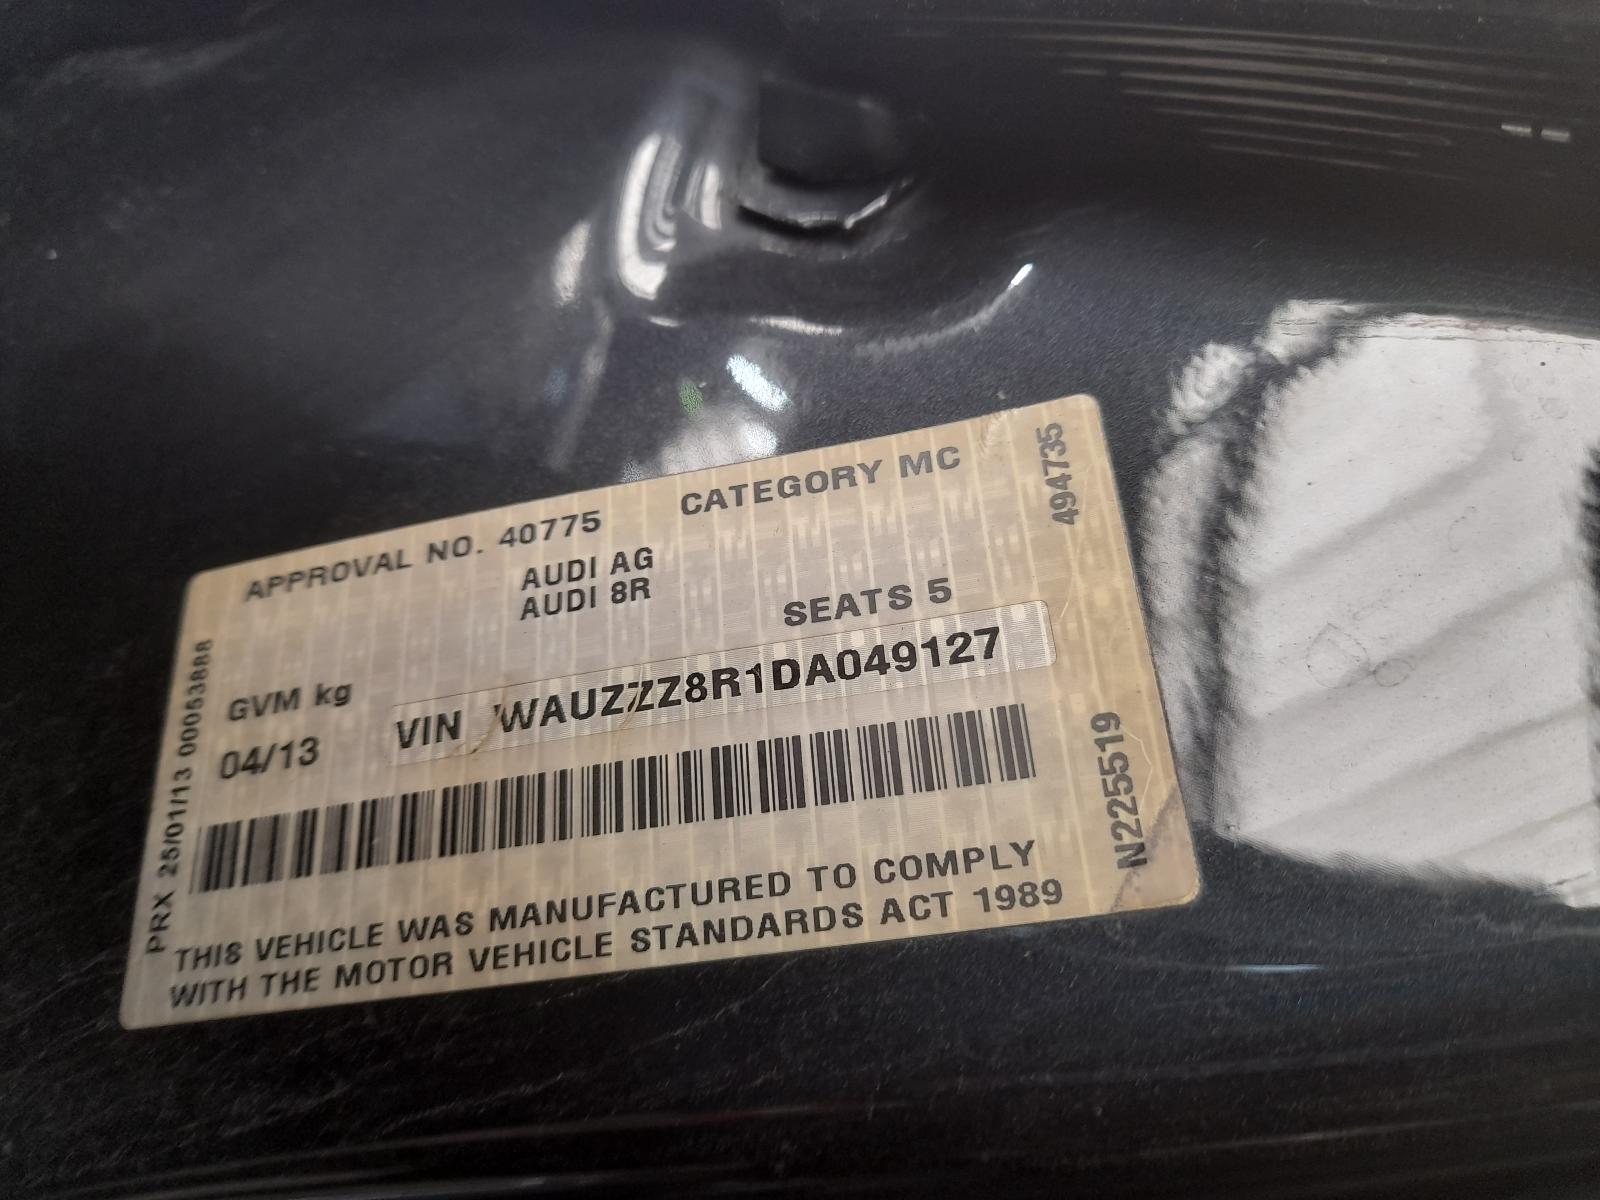 APPROVAL NO. 40775
CATEGORY MC
494735
AUDI AG
AUDI 8R
SEATS 5
GVM kg
VIN WAUZZZ8R1DA049127
04/13
PRX 25/01/13 00053888
N225519
THIS VEHICLE WAS MANUFACTURED TO COMPLY
WITH THE MOTOR VEHICLE STANDARDS ACT 1989